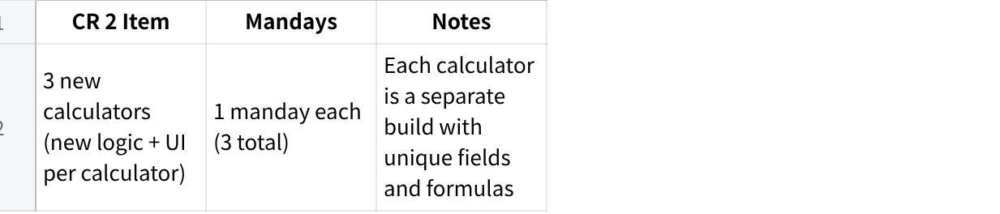 1
CR 2 Item
Mandays
Notes
2
3 new
calculators
(new logic + UI
per calculator)
1 manday each
(3 total)
Each calculator
is a separate
build with
unique fields
and formulas